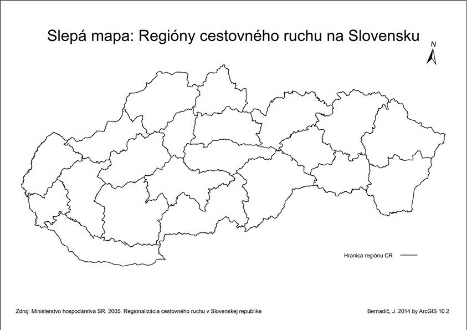 Slepá mapa: Regióny cestovného ruchu na Slovensku
N
Hranica regiónu CR
Zdroj: Ministerstvo hospodárstva SR. 2005. Regionalizácia cestovného ruchu v Slovenskej republike
Bernadič, J. 2014 by ArcGIS 10.2